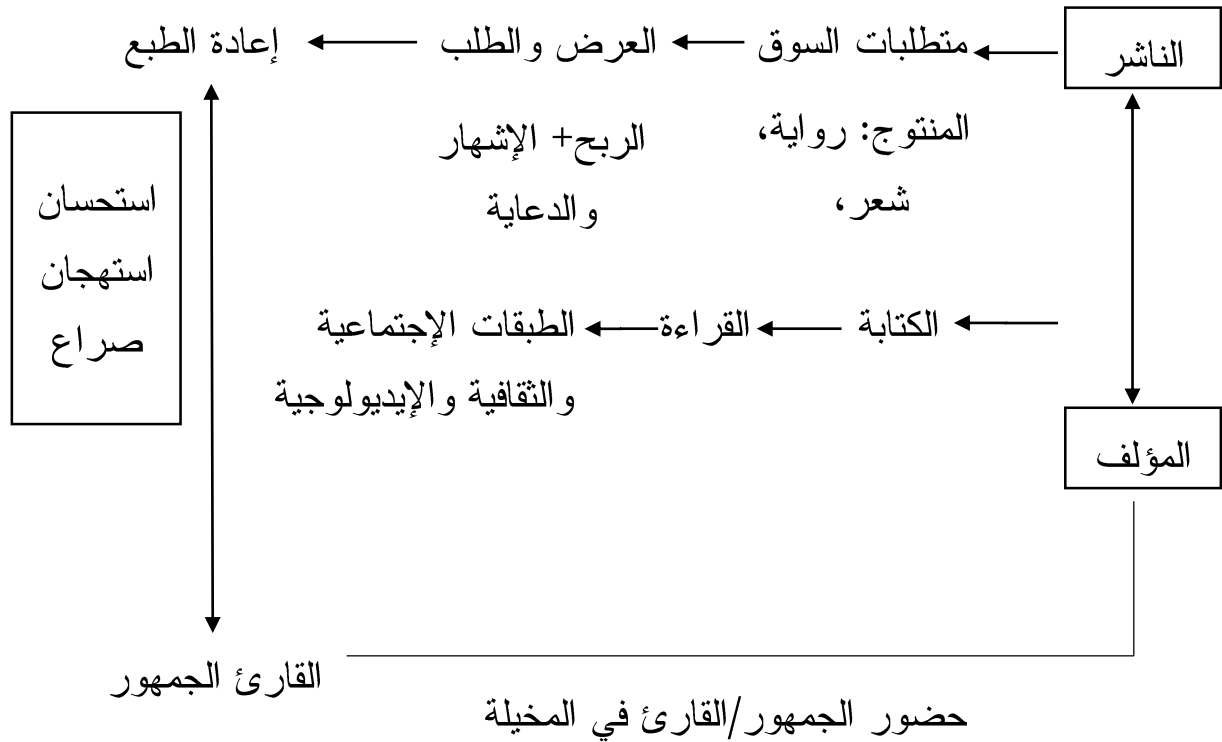 الناشر
متطلبات السوق
العرض والطلب
إعادة الطبع
المنتوج: رواية،
شعر،
الربح+ الإشهار
والدعاية
استحسان
استهجان
صراع
الكتابة
القراءة
الطبقات الإجتماعية
والثقافية والإيديولوجية
المؤلف
القارئ الجمهور
حضور الجمهور/القارئ في المخيلة